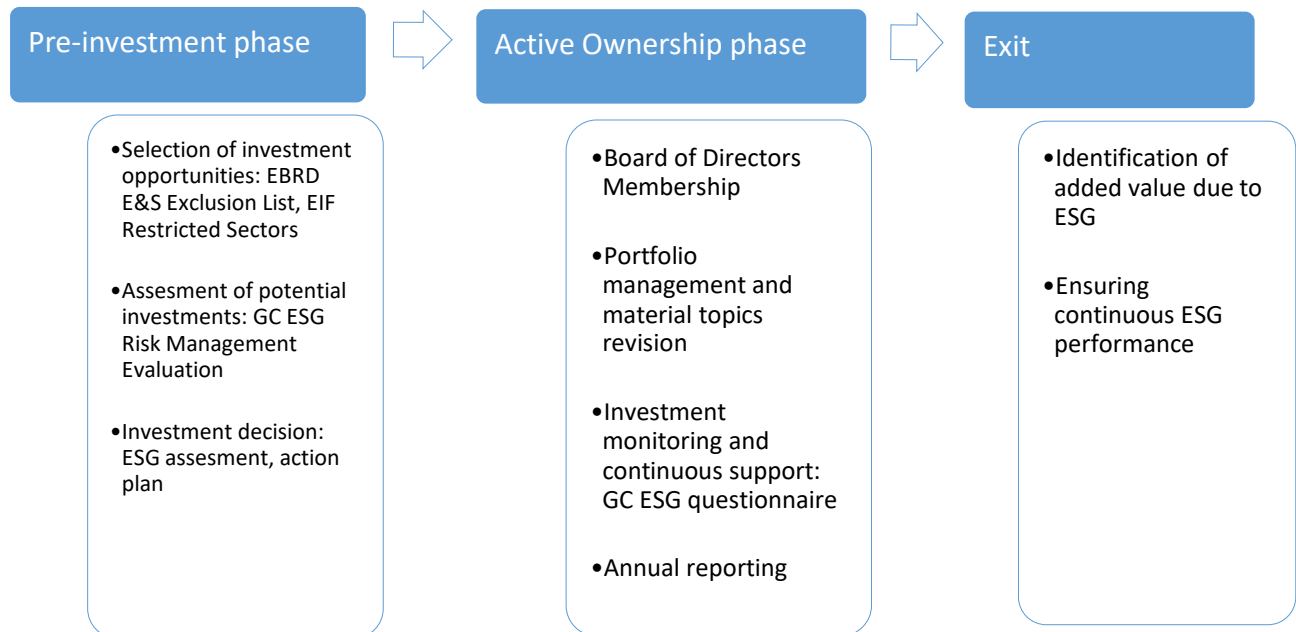 Pre-investment phase
•Selection of investment
opportunities: EBRD
E&S Exclusion List, EIF
Restricted Sectors
•Assesment of potential
investments: GC ESG
Risk Management
Evaluation
•Investment decision:
ESG assesment, action
plan
Active Ownership phase
•Board of Directors
Membership
•Portfolio
management and
material topics
revision
•Investment
monitoring and
continuous support:
GC ESG questionnaire
•Annual reporting
Exit
•Identification of
added value due to
ESG
•Ensuring
continuous ESG
performance